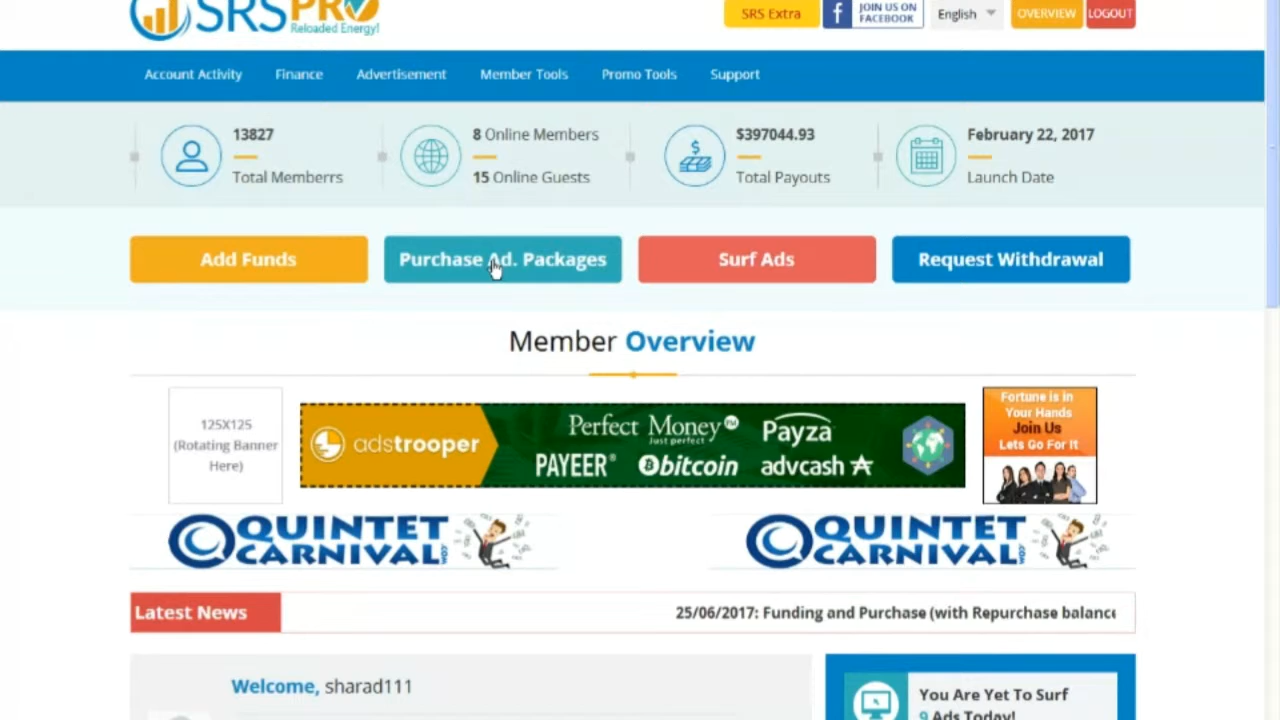 SRS PRO
Reloaded Energy!
SRS Extra
JOIN US ON
FACEBOOK
English
OVERVIEW
LOGOUT
Account Activity
Finance
Advertisement
Member Tools
Promo Tools
Support
13827
Total Memberrs
8 Online Members
15 Online Guests
$397044.93
Total Payouts
February 22, 2017
Launch Date
Add Funds
Purchase Ad. Packages
Surf Ads
Request Withdrawal
Member Overview
125X125
(Rotating Banner
Here)
adstrooper
Perfect Money
Just perfect
Payza
PAYEER
bitcoin
advcash
Fortune is in
Your Hands
Join Us
Lets Go For It
QUINTET
CARNIVAL
QUINTET
CARNIVAL
Latest News
25/06/2017: Funding and Purchase (with Repurchase balance
Welcome, sharad111
You Are Yet To Surf
9 Ads Today!